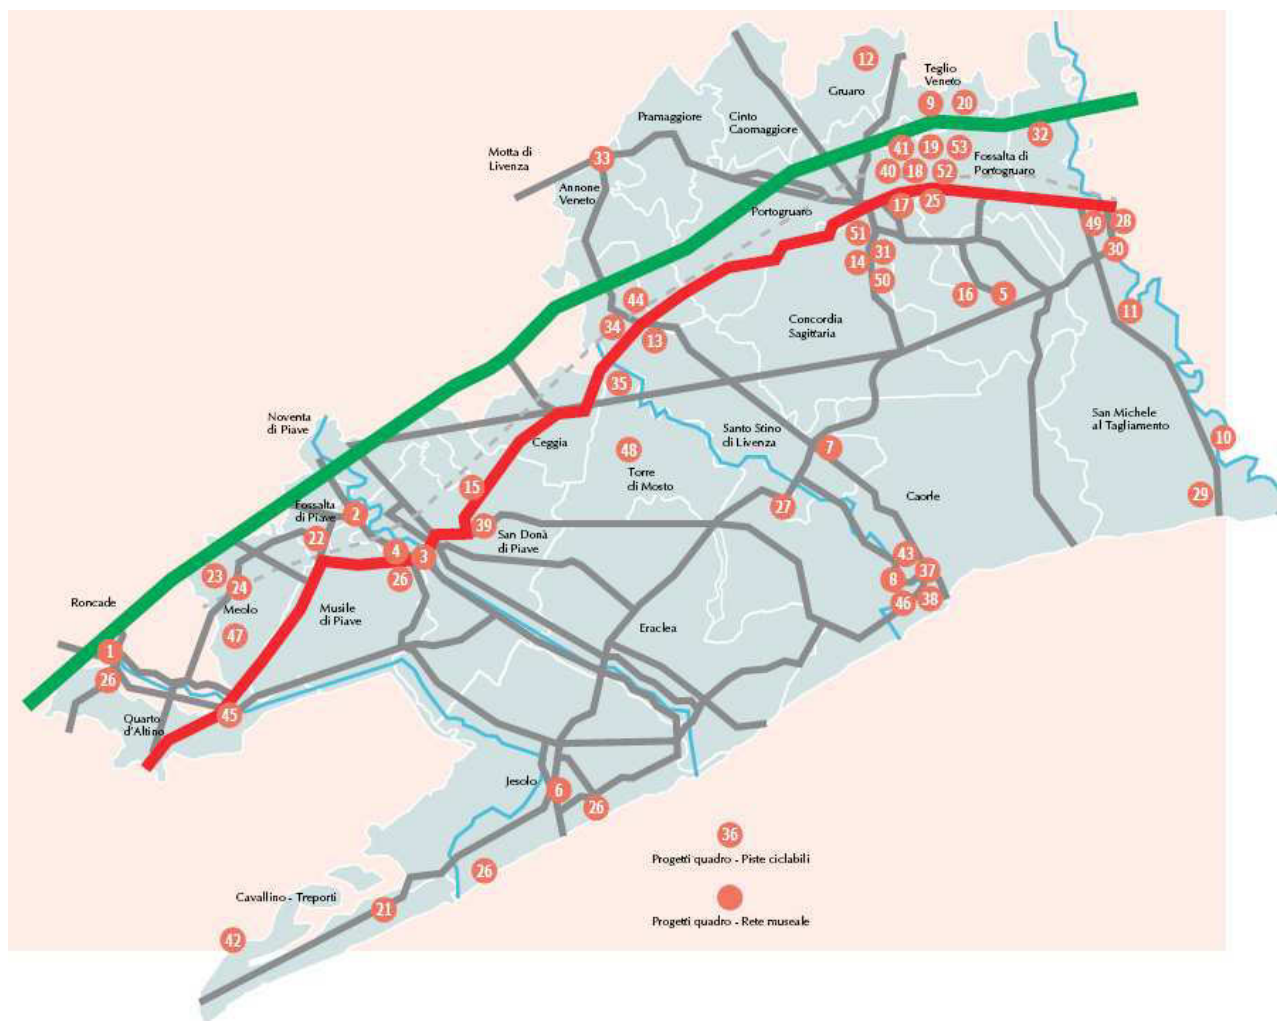 12
Teglio
Veneto
Gruaro
9
20
Pramaggiore
Cinto
Caomaggiore
32
Motta di
Livenza
33
41
19
53
Fossalta di
Portogruaro
40
18
52
Annone
Veneto
Portogruaro
17
25
49
28
51
31
30
14
50
16
5
44
11
34
13
Concordia
Sagittaria
35
Noventa
di Piave
San Michele
al Tagliamento
Ceggia
Santo Stino
di Livenza
10
48
7
Torre
di Mosto
15
Caorle
29
Fossalta
di Piave
2
27
39
San Donà
di Piave
22
4
3
43
23
24
26
8
37
Roncade
Meolo
Musile
di Piave
46
38
47
Eraclea
1
26
45
Quarto
d'Altino
Jesolo
6
26
36
Progetti quadro - Piste ciclabili
26
Cavallino - Treporti
21
Progetti quadro - Rete museale
42